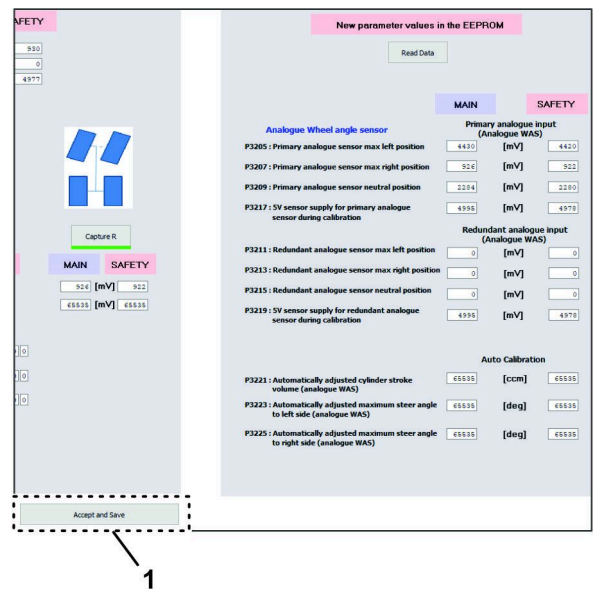 AFETY
930
0
4977
Capture R
MAIN SAFETY
926 [mV] 922
65535 [mV] 65535
0
0
0
Accept and Save
1
New parameter values in the EEPROM
Read Data
MAIN SAFETY
Analogue Wheel angle sensor
Primary analogue input
(Analogue WAS)
P3205 : Primary analogue sensor max left position 4430 [mV] 4420
P3207 : Primary analogue sensor max right position 926 [mV] 922
P3209 : Primary analogue sensor neutral position 2284 [mV] 2280
P3217 : 5V sensor supply for primary analogue
sensor during calibration 4995 [mV] 4978
Redundant analogue input
(Analogue WAS)
P3211 : Redundant analogue sensor max left position 0 [mV] 0
P3213 : Redundant analogue sensor max right position 0 [mV] 0
P3215 : Redundant analogue sensor neutral position 0 [mV] 0
P3219 : 5V sensor supply for redundant analogue
sensor during calibration 4995 [mV] 4978
Auto Calibration
P3221 : Automatically adjusted cylinder stroke
volume (analogue WAS) 65535 [ccm] 65535
P3223 : Automatically adjusted maximum steer angle
to left side (analogue WAS) 65535 [deg] 65535
P3225 : Automatically adjusted maximum steer angle
to right side (analogue WAS) 65535 [deg] 65535